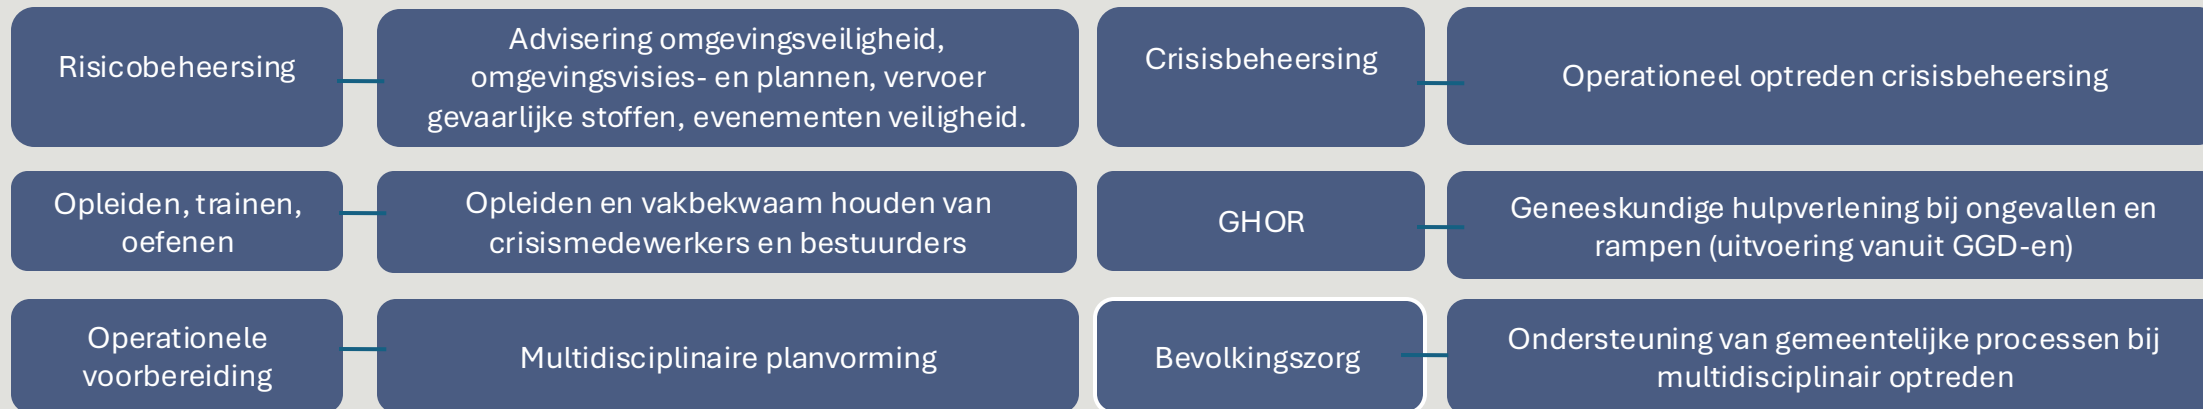 Risicobeheersing
Advisering omgevingsveiligheid,
omgevingsvisies- en plannen, vervoer
gevaarlijke stoffen, evenementen veiligheid.
Crisisbeheersing
Operationeel optreden crisisbeheersing
Opleiden, trainen,
oefenen
Opleiden en vakbekwaam houden van
crisismedewerkers en bestuurders
GHOR
Geneeskundige hulpverlening bij ongevallen en
rampen (uitvoering vanuit GGD-en)
Operationele
voorbereiding
Multidisciplinaire planvorming
Bevolkingszorg
Ondersteuning van gemeentelijke processen bij
multidisciplinair optreden